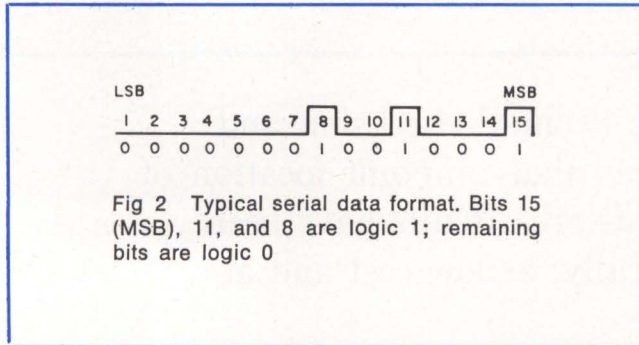 LSB MSB
1 2 3 4 5 6 7 8 9 10 11 12 13 14 15
0 0 0 0 0 0 0 1 0 0 1 0 0 0 1
Fig 2 Typical serial data format. Bits 15
(MSB), 11, and 8 are logic 1; remaining
bits are logic 0